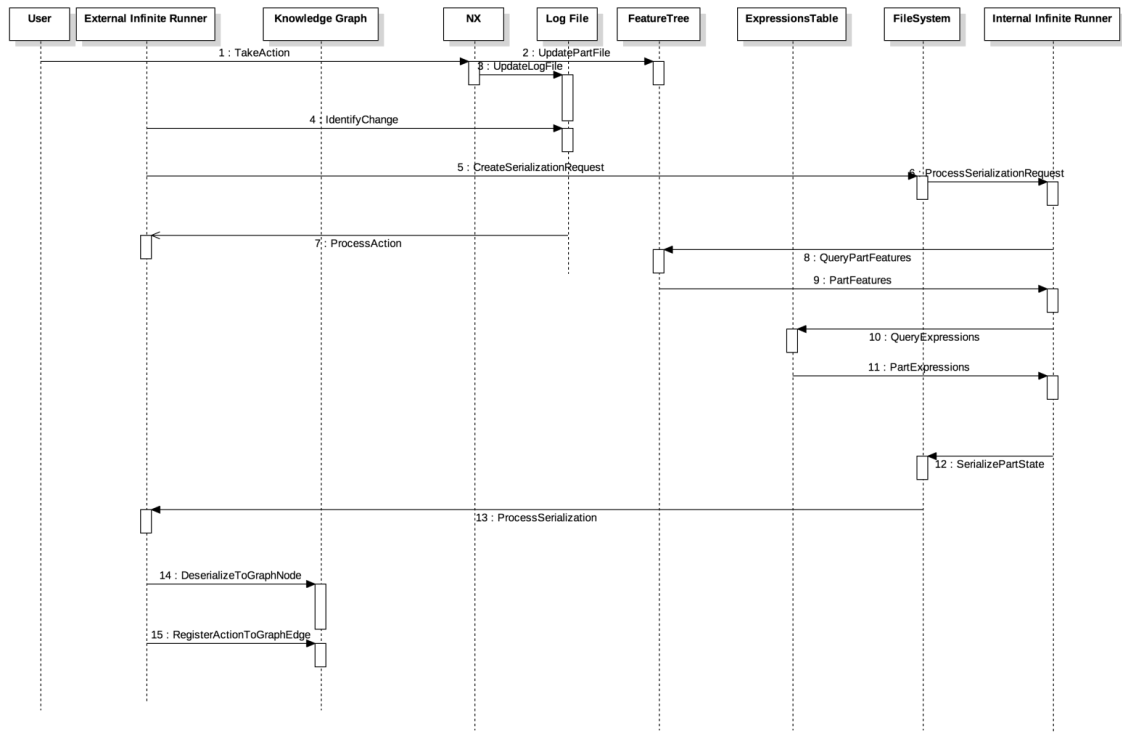 User
External Infinite Runner
Knowledge Graph
NX
Log File
FeatureTree
ExpressionsTable
FileSystem
Internal Infinite Runner
1 : TakeAction
2 : UpdatePartFile
3 : UpdateLogFile
4 : IdentifyChange
5 : CreateSerializationRequest
6 : ProcessSerializationRequest
7 : ProcessAction
8 : QueryPartFeatures
9 : PartFeatures
10 : QueryExpressions
11 : PartExpressions
12 : SerializePartState
13 : ProcessSerialization
14 : DeserializeToGraphNode
15 : RegisterActionToGraphEdge